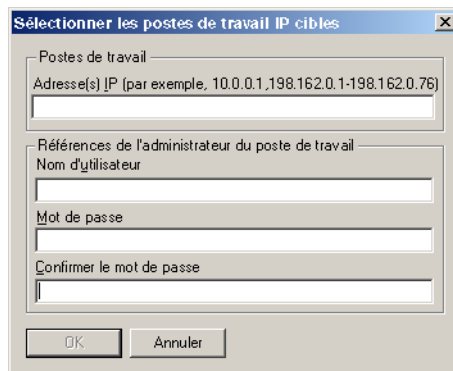 Sélectionner les postes de travail IP cibles
Postes de travail
Adresse(s) IP (par exemple, 10.0.0.1,198.162.0.1-198.162.0.76)
Références de l'administrateur du poste de travail
Nom d'utilisateur
Mot de passe
Confirmer le mot de passe
OK Annuler